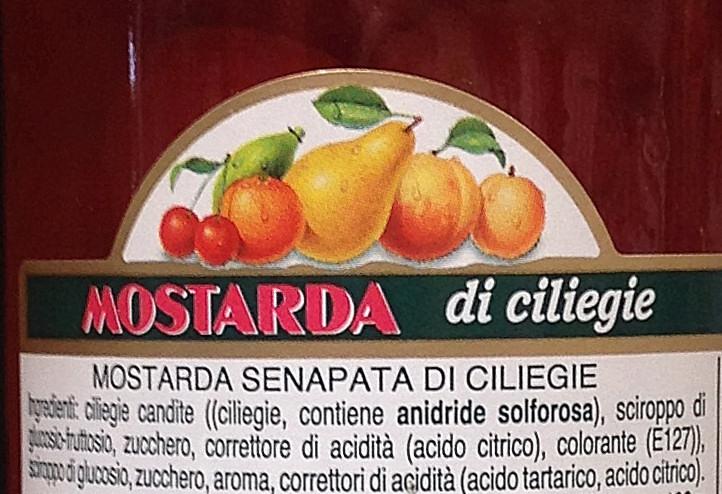 MOSTARDA di ciliegie
MOSTARDA SENAPATA DI CILIEGIE
Ingredienti: ciliegie candite ((ciliegie, contiene anidride solforosa), sciroppo di
glucosio-fruttosio, zucchero, correttore di acidità (acido citrico), colorante (E127)),
sciroppo di glucosio, zucchero, aroma, correttori di acidità (acido tartarico, acido citrico).